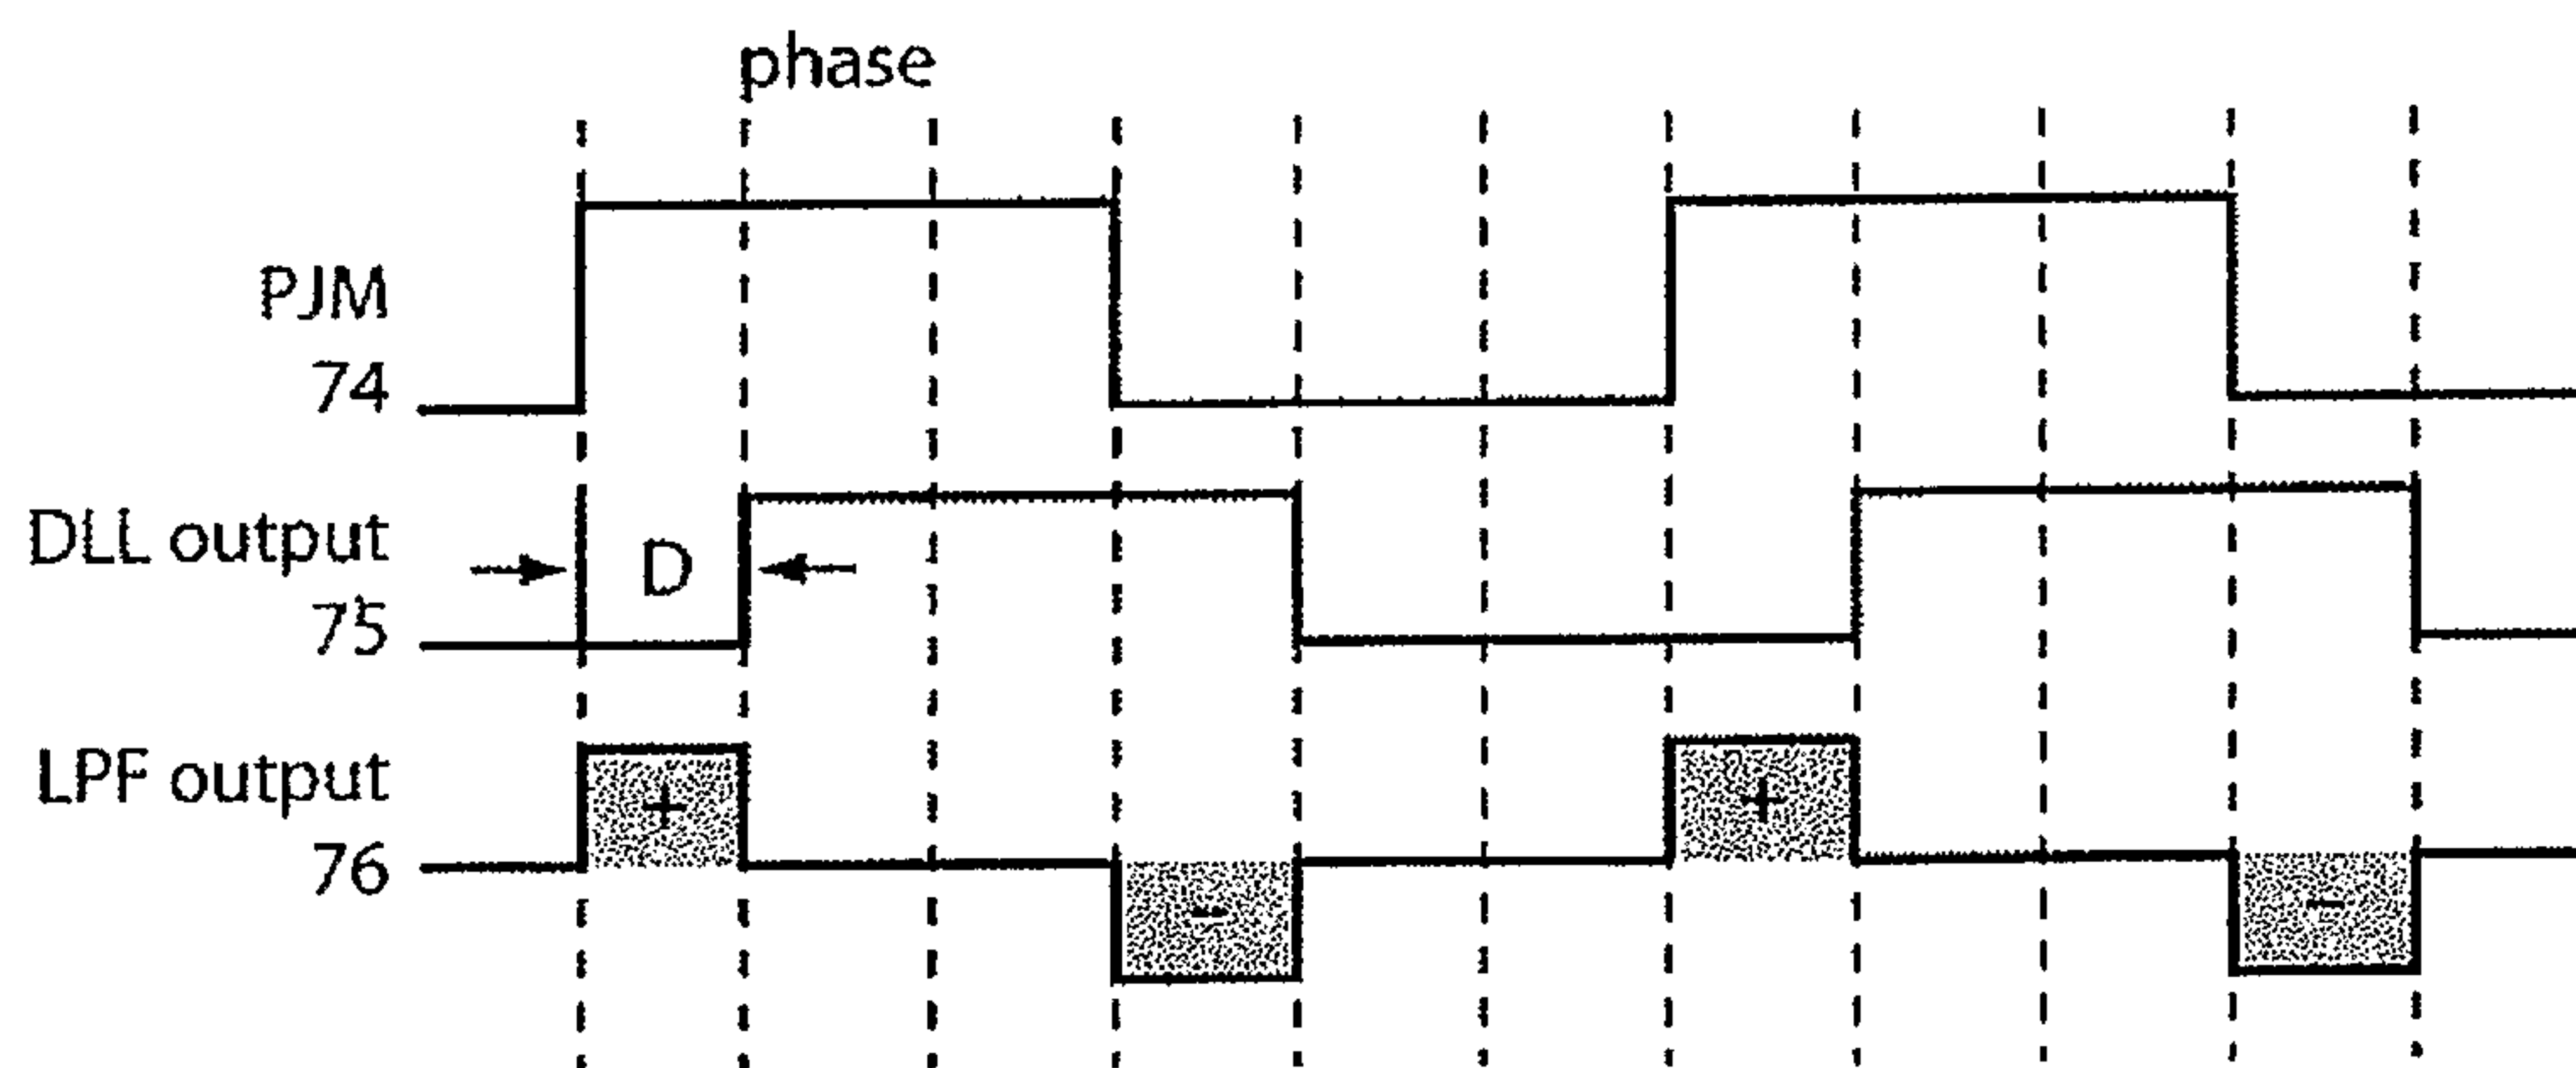 phase
PJM
74
DLL output
D
75
LPF output
+
+
76
-
-